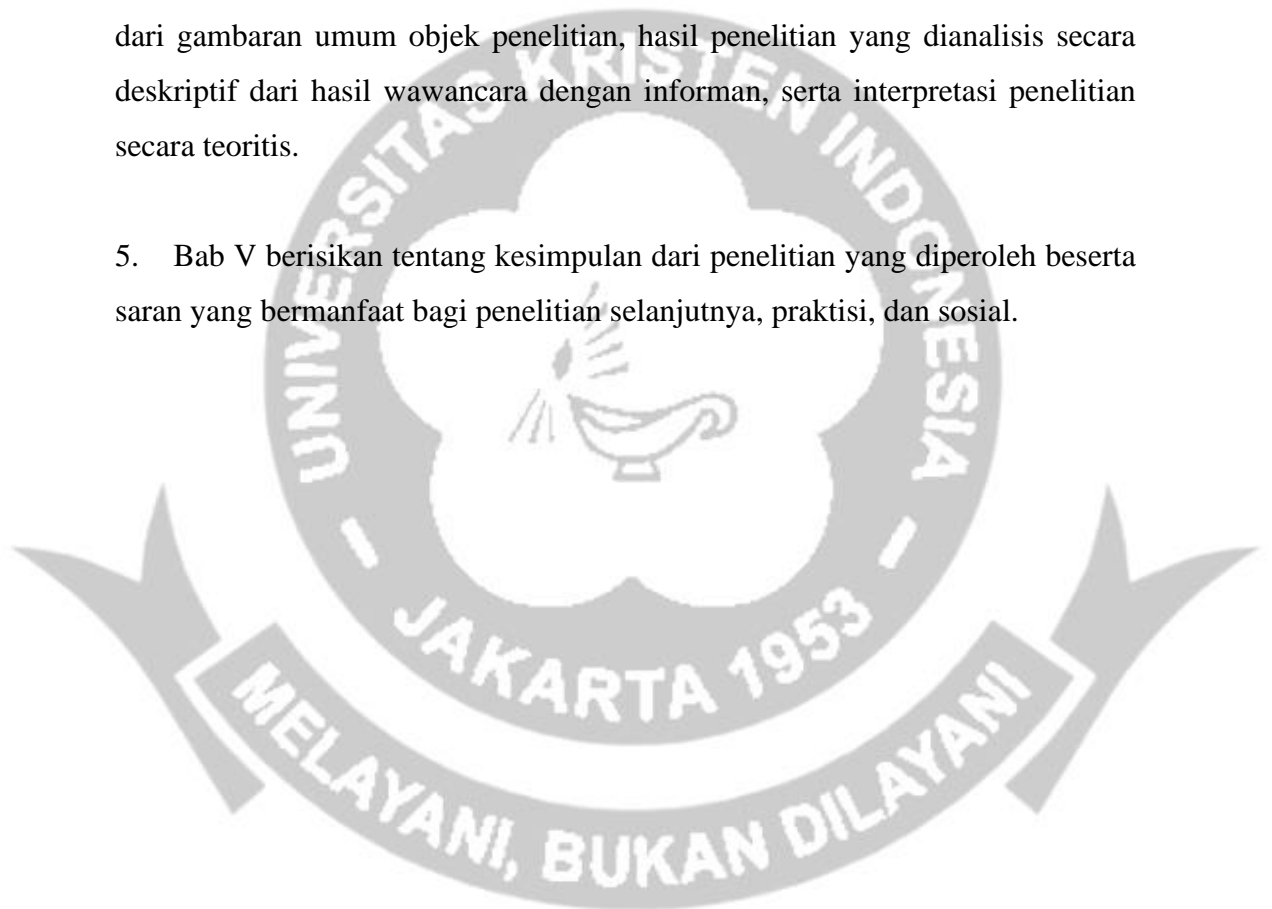 dari gambaran umum objek penelitian, hasil penelitian yang dianalisis secara
deskriptif dari hasil wawancara dengan informan, serta interpretasi penelitian
secara teoritis.
5. Bab V berisikan tentang kesimpulan dari penelitian yang diperoleh beserta
saran yang bermanfaat bagi penelitian selanjutnya, praktisi, dan sosial.
UNIVERSITAS KRISTEN INDONESIA
JAKARTA 1953
MELAYANI, BUKAN DILAYANI